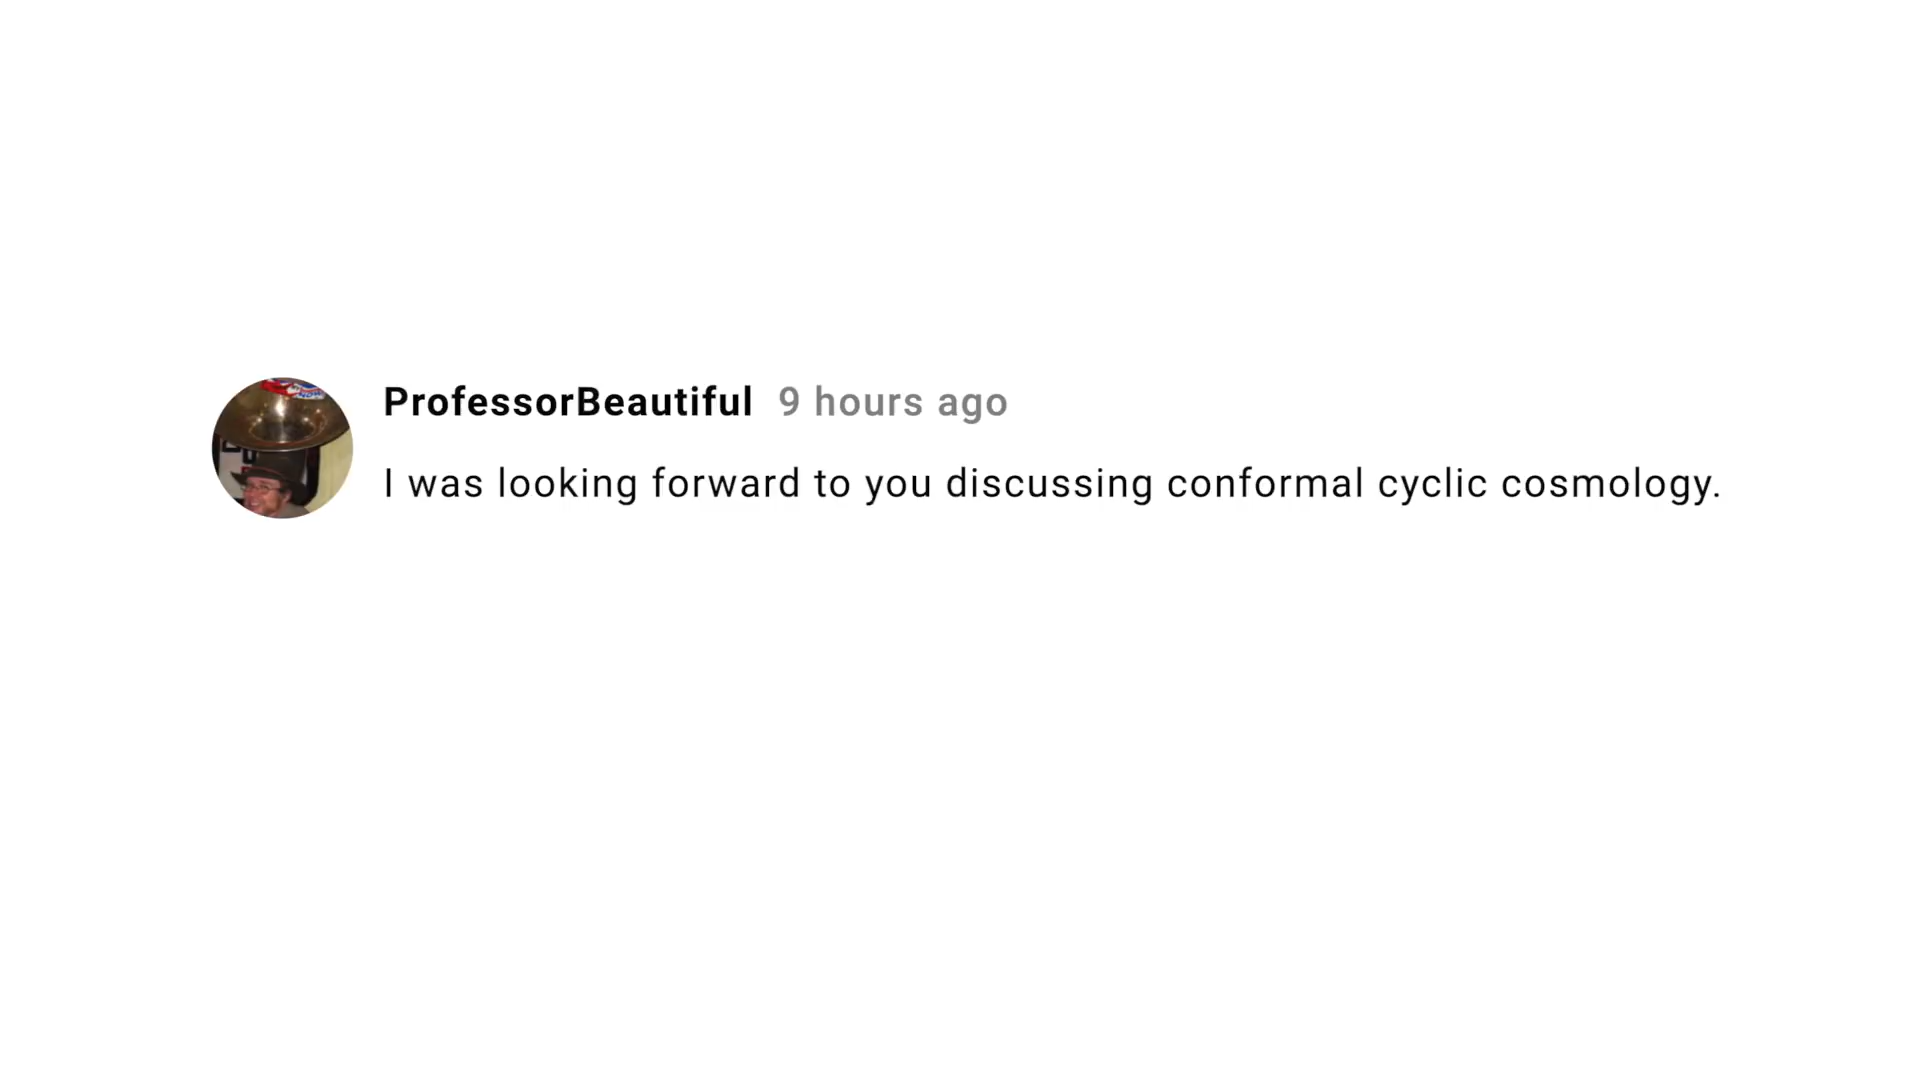 ProfessorBeautiful 9 hours ago
I was looking forward to you discussing conformal cyclic cosmology.